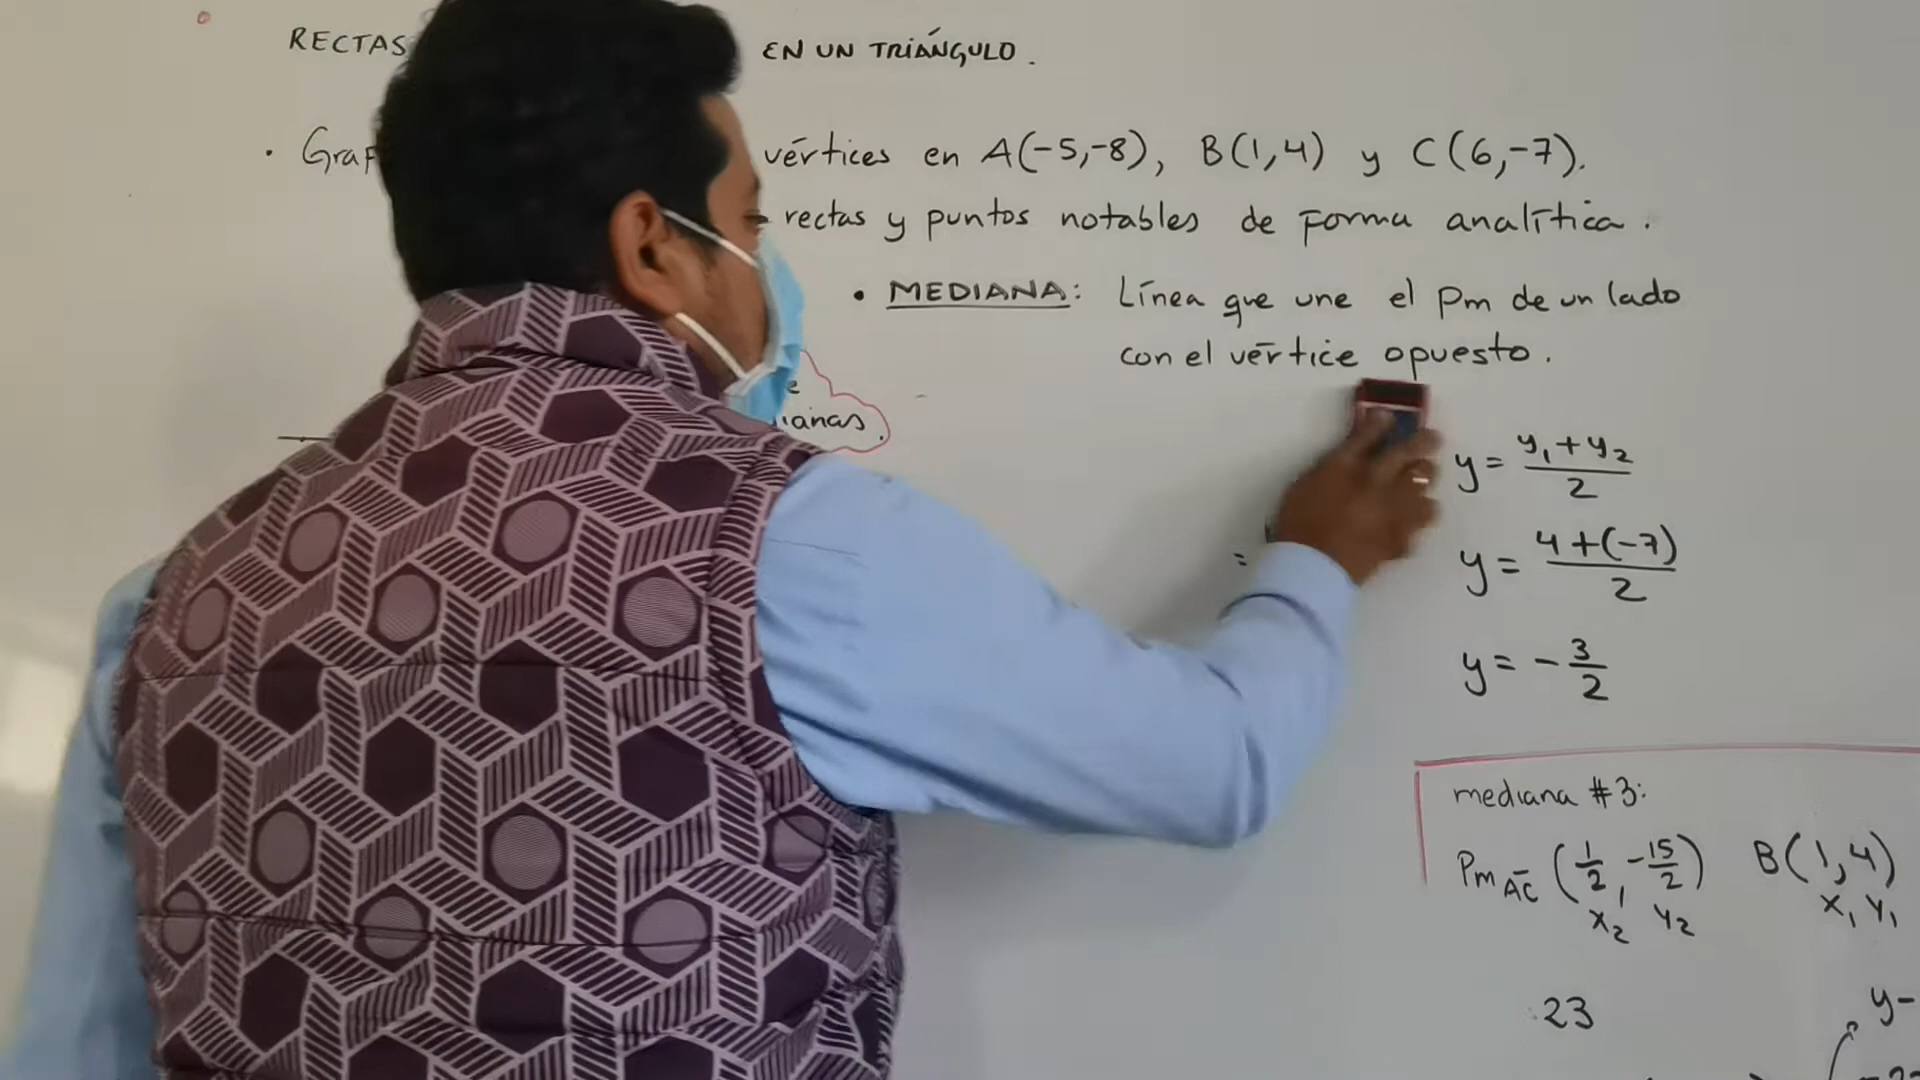 RECTAS EN UN TRIÁNGULO.
• Graf vértices en A(-5,-8), B(1,4) y C(6,-7).
rectas y puntos notables de forma analítica.
• MEDIANA: Línea que une el Pm de un lado
con el vértice opuesto.
ianas.
y = y₁+y₂/2
=
y = 4+(-7)/2
y = -3/2
mediana #3:
Pm AC (1/2, -15/2) B(1,4)
x₂ y₂ x₁ y₁
23
y-